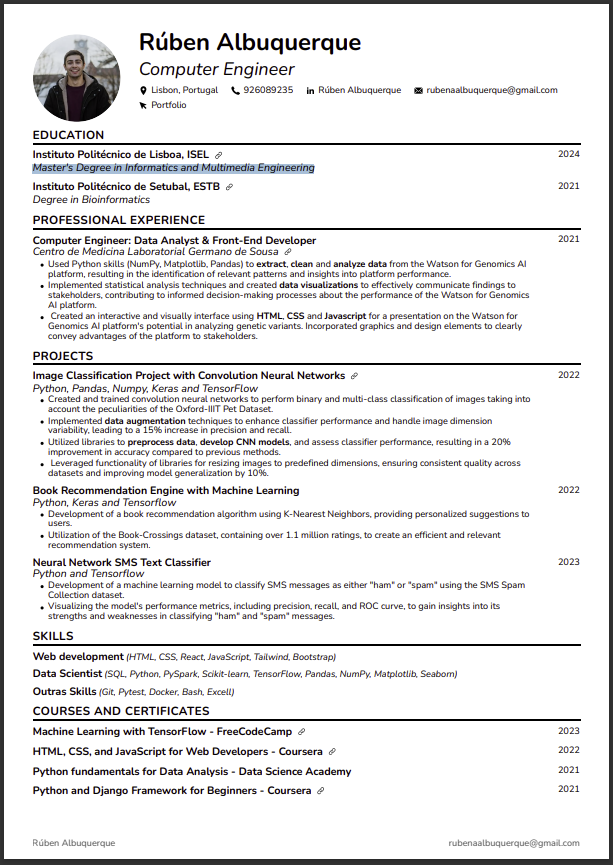 Rúben Albuquerque
Computer Engineer
Lisbon, Portugal 926089235 Rúben Albuquerque rubenaalbuquerque@gmail.com
Portfolio
EDUCATION
Instituto Politécnico de Lisboa, ISEL 2024
Master's Degree in Informatics and Multimedia Engineering
Instituto Politécnico de Setubal, ESTB 2021
Degree in Bioinformatics
PROFESSIONAL EXPERIENCE
Computer Engineer: Data Analyst & Front-End Developer 2021
Centro de Medicina Laboratorial Germano de Sousa
• Used Python skills (NumPy, Matplotlib, Pandas) to extract, clean and analyze data from the Watson for Genomics AI
platform, resulting in the identification of relevant patterns and insights into platform performance.
• Implemented statistical analysis techniques and created data visualizations to effectively communicate findings to
stakeholders, contributing to informed decision-making processes about the performance of the Watson for Genomics
AI platform.
• Created an interactive and visually interface using HTML, CSS and Javascript for a presentation on the Watson for
Genomics AI platform's potential in analyzing genetic variants. Incorporated graphics and design elements to clearly
convey advantages of the platform to stakeholders.
PROJECTS
Image Classification Project with Convolution Neural Networks 2022
Python, Pandas, Numpy, Keras and TensorFlow
• Created and trained convolution neural networks to perform binary and multi-class classification of images taking into
account the peculiarities of the Oxford-IIIT Pet Dataset.
• Implemented data augmentation techniques to enhance classifier performance and handle image dimension
variability, leading to a 15% increase in precision and recall.
• Utilized libraries to preprocess data, develop CNN models, and assess classifier performance, resulting in a 20%
improvement in accuracy compared to previous methods.
• Leveraged functionality of libraries for resizing images to predefined dimensions, ensuring consistent quality across
datasets and improving model generalization by 10%.
Book Recommendation Engine with Machine Learning 2022
Python, Keras and Tensorflow
• Development of a book recommendation algorithm using K-Nearest Neighbors, providing personalized suggestions to
users.
• Utilization of the Book-Crossings dataset, containing over 1.1 million ratings, to create an efficient and relevant
recommendation system.
Neural Network SMS Text Classifier 2023
Python and Tensorflow
• Development of a machine learning model to classify SMS messages as either "ham" or "spam" using the SMS Spam
Collection dataset.
• Visualizing the model's performance metrics, including precision, recall, and ROC curve, to gain insights into its
strengths and weaknesses in classifying "ham" and "spam" messages.
SKILLS
Web development (HTML, CSS, React, JavaScript, Tailwind, Bootstrap)
Data Scientist (SQL, Python, PySpark, Scikit-learn, TensorFlow, Pandas, NumPy, Matplotlib, Seaborn)
Outras Skills (Git, Pytest, Docker, Bash, Excell)
COURSES AND CERTIFICATES
Machine Learning with TensorFlow - FreeCodeCamp 2023
HTML, CSS, and JavaScript for Web Developers - Coursera 2022
Python fundamentals for Data Analysis - Data Science Academy 2021
Python and Django Framework for Beginners - Coursera 2021
Rúben Albuquerque rubenaalbuquerque@gmail.com